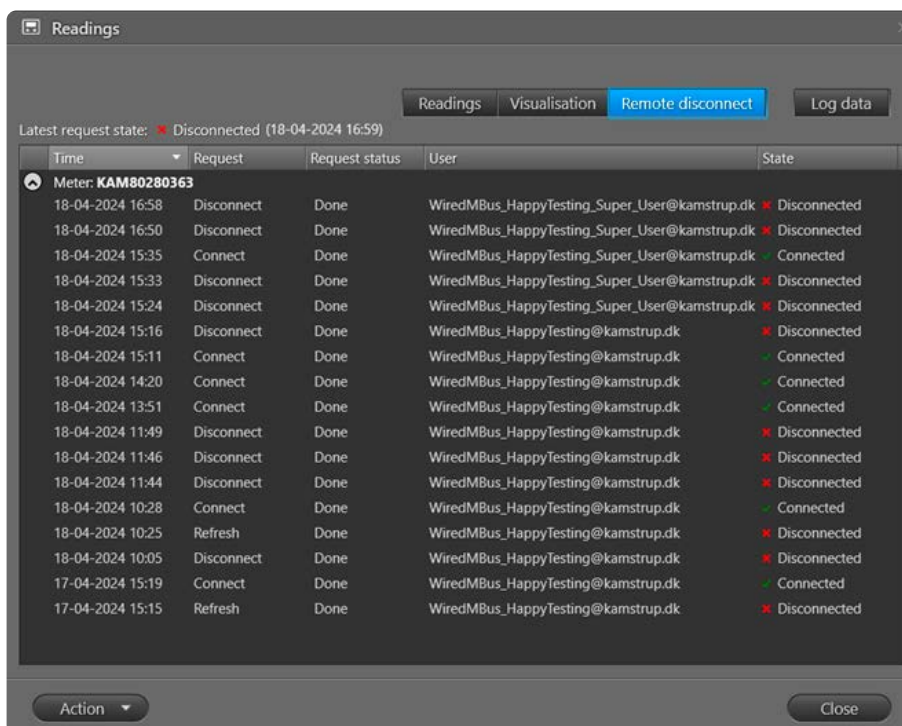 Readings
Readings Visualisation Remote disconnect Log data
Latest request state: Disconnected (18-04-2024 16:59)
Time Request Request status User State
Meter: KAM80280363
18-04-2024 16:58 Disconnect Done WiredMBus_HappyTesting_Super_User@kamstrup.dk Disconnected
18-04-2024 16:50 Disconnect Done WiredMBus_HappyTesting_Super_User@kamstrup.dk Disconnected
18-04-2024 15:35 Connect Done WiredMBus_HappyTesting_Super_User@kamstrup.dk Connected
18-04-2024 15:33 Disconnect Done WiredMBus_HappyTesting_Super_User@kamstrup.dk Disconnected
18-04-2024 15:24 Disconnect Done WiredMBus_HappyTesting_Super_User@kamstrup.dk Disconnected
18-04-2024 15:16 Disconnect Done WiredMBus_HappyTesting@kamstrup.dk Disconnected
18-04-2024 15:11 Connect Done WiredMBus_HappyTesting@kamstrup.dk Connected
18-04-2024 14:20 Connect Done WiredMBus_HappyTesting@kamstrup.dk Connected
18-04-2024 13:51 Connect Done WiredMBus_HappyTesting@kamstrup.dk Connected
18-04-2024 11:49 Disconnect Done WiredMBus_HappyTesting@kamstrup.dk Disconnected
18-04-2024 11:46 Disconnect Done WiredMBus_HappyTesting@kamstrup.dk Disconnected
18-04-2024 11:44 Disconnect Done WiredMBus_HappyTesting@kamstrup.dk Disconnected
18-04-2024 10:28 Connect Done WiredMBus_HappyTesting@kamstrup.dk Connected
18-04-2024 10:25 Refresh Done WiredMBus_HappyTesting@kamstrup.dk Disconnected
18-04-2024 10:05 Disconnect Done WiredMBus_HappyTesting@kamstrup.dk Disconnected
17-04-2024 15:19 Connect Done WiredMBus_HappyTesting@kamstrup.dk Connected
17-04-2024 15:15 Refresh Done WiredMBus_HappyTesting@kamstrup.dk Disconnected
Action Close